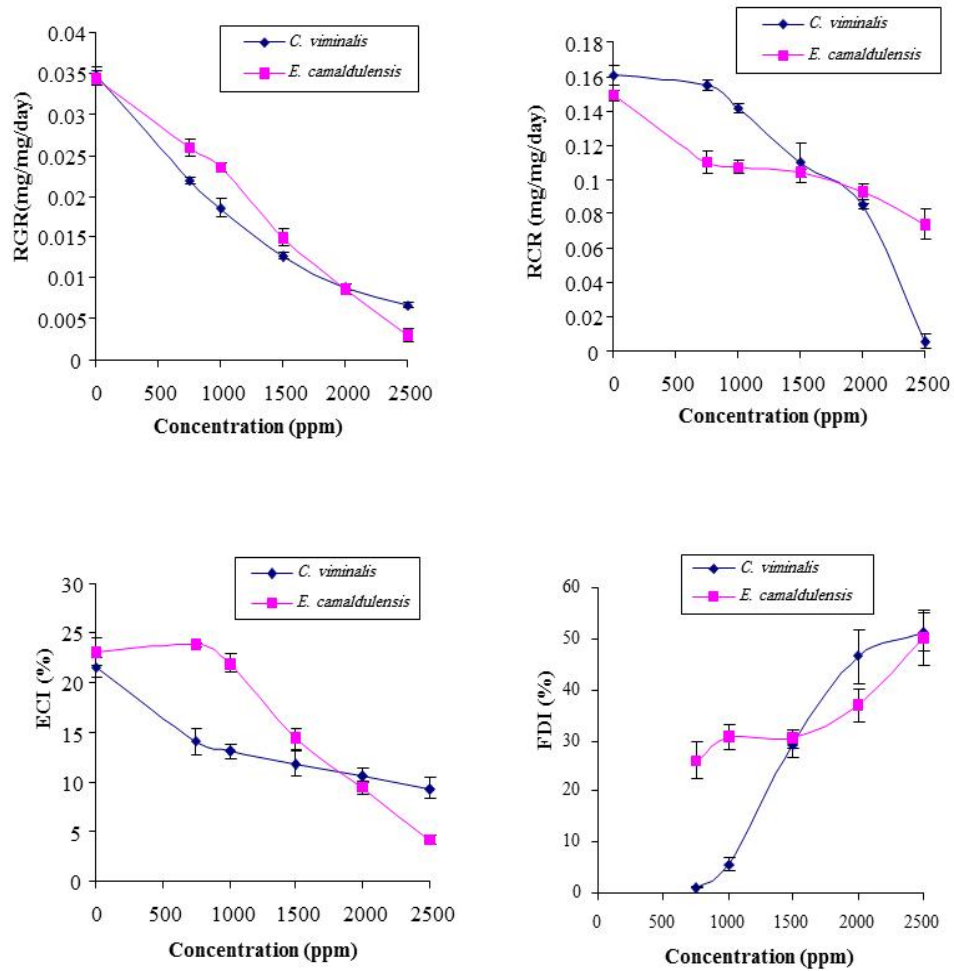 C. viminalis
E. camaldulensis
RGR(mg/mg/day)
0.04
0.035
0.03
0.025
0.02
0.015
0.01
0.005
0
0 500 1000 1500 2000 2500
Concentration (ppm)
C. viminalis
E. camaldulensis
RCR (mg/mg/day)
0.18
0.16
0.14
0.12
0.1
0.08
0.06
0.04
0.02
0
0 500 1000 1500 2000 2500
Concentration (ppm)
C. viminalis
E. camaldulensis
ECI (%)
30
25
20
15
10
5
0
0 500 1000 1500 2000 2500
Concentration (ppm)
C. viminalis
E. camaldulensis
FDI (%)
60
50
40
30
20
10
0
0 500 1000 1500 2000 2500
Concentration (ppm)